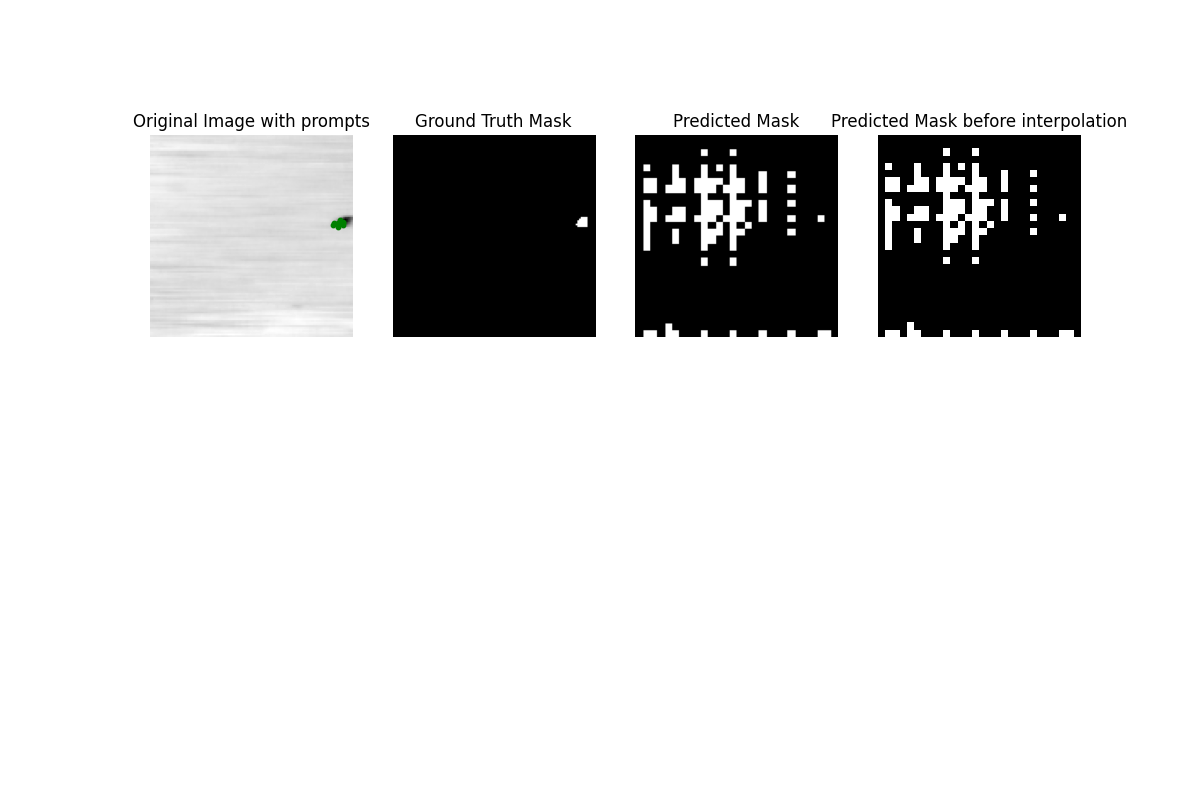 Original Image with prompts
Ground Truth Mask
Predicted Mask
Predicted Mask before interpolation